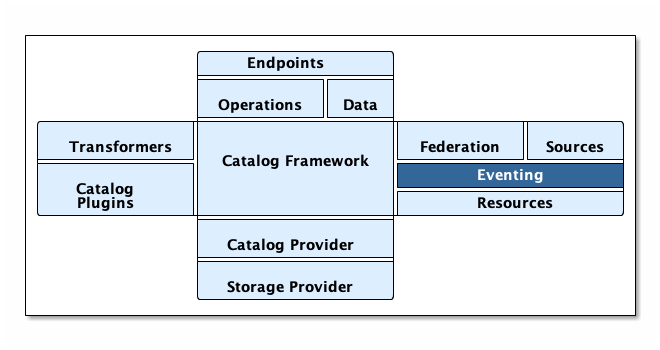 Endpoints
Operations
Data
Transformers
Catalog Framework
Federation
Sources
Eventing
Catalog
Plugins
Resources
Catalog Provider
Storage Provider